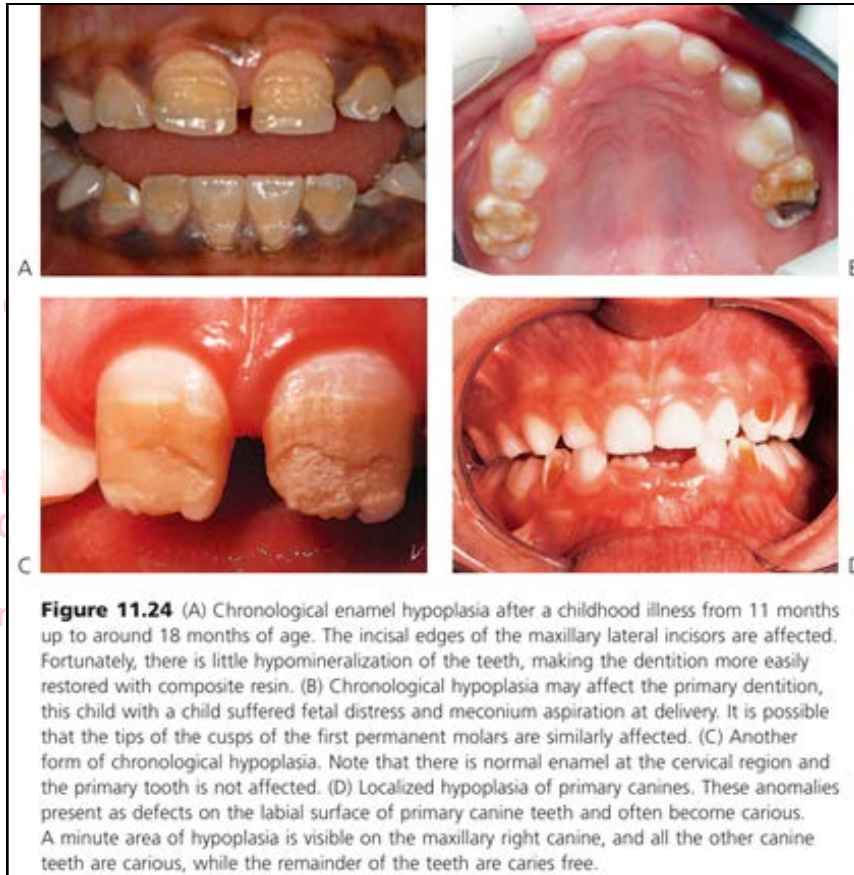 A
B
C
D
Figure 11.24 (A) Chronological enamel hypoplasia after a childhood illness from 11 months
up to around 18 months of age. The incisal edges of the maxillary lateral incisors are affected.
Fortunately, there is little hypomineralization of the teeth, making the dentition more easily
restored with composite resin. (B) Chronological hypoplasia may affect the primary dentition,
this child with a child suffered fetal distress and meconium aspiration at delivery. It is possible
that the tips of the cusps of the first permanent molars are similarly affected. (C) Another
form of chronological hypoplasia. Note that there is normal enamel at the cervical region and
the primary tooth is not affected. (D) Localized hypoplasia of primary canines. These anomalies
present as defects on the labial surface of primary canine teeth and often become carious.
A minute area of hypoplasia is visible on the maxillary right canine, and all the other canine
teeth are carious, while the remainder of the teeth are caries free.